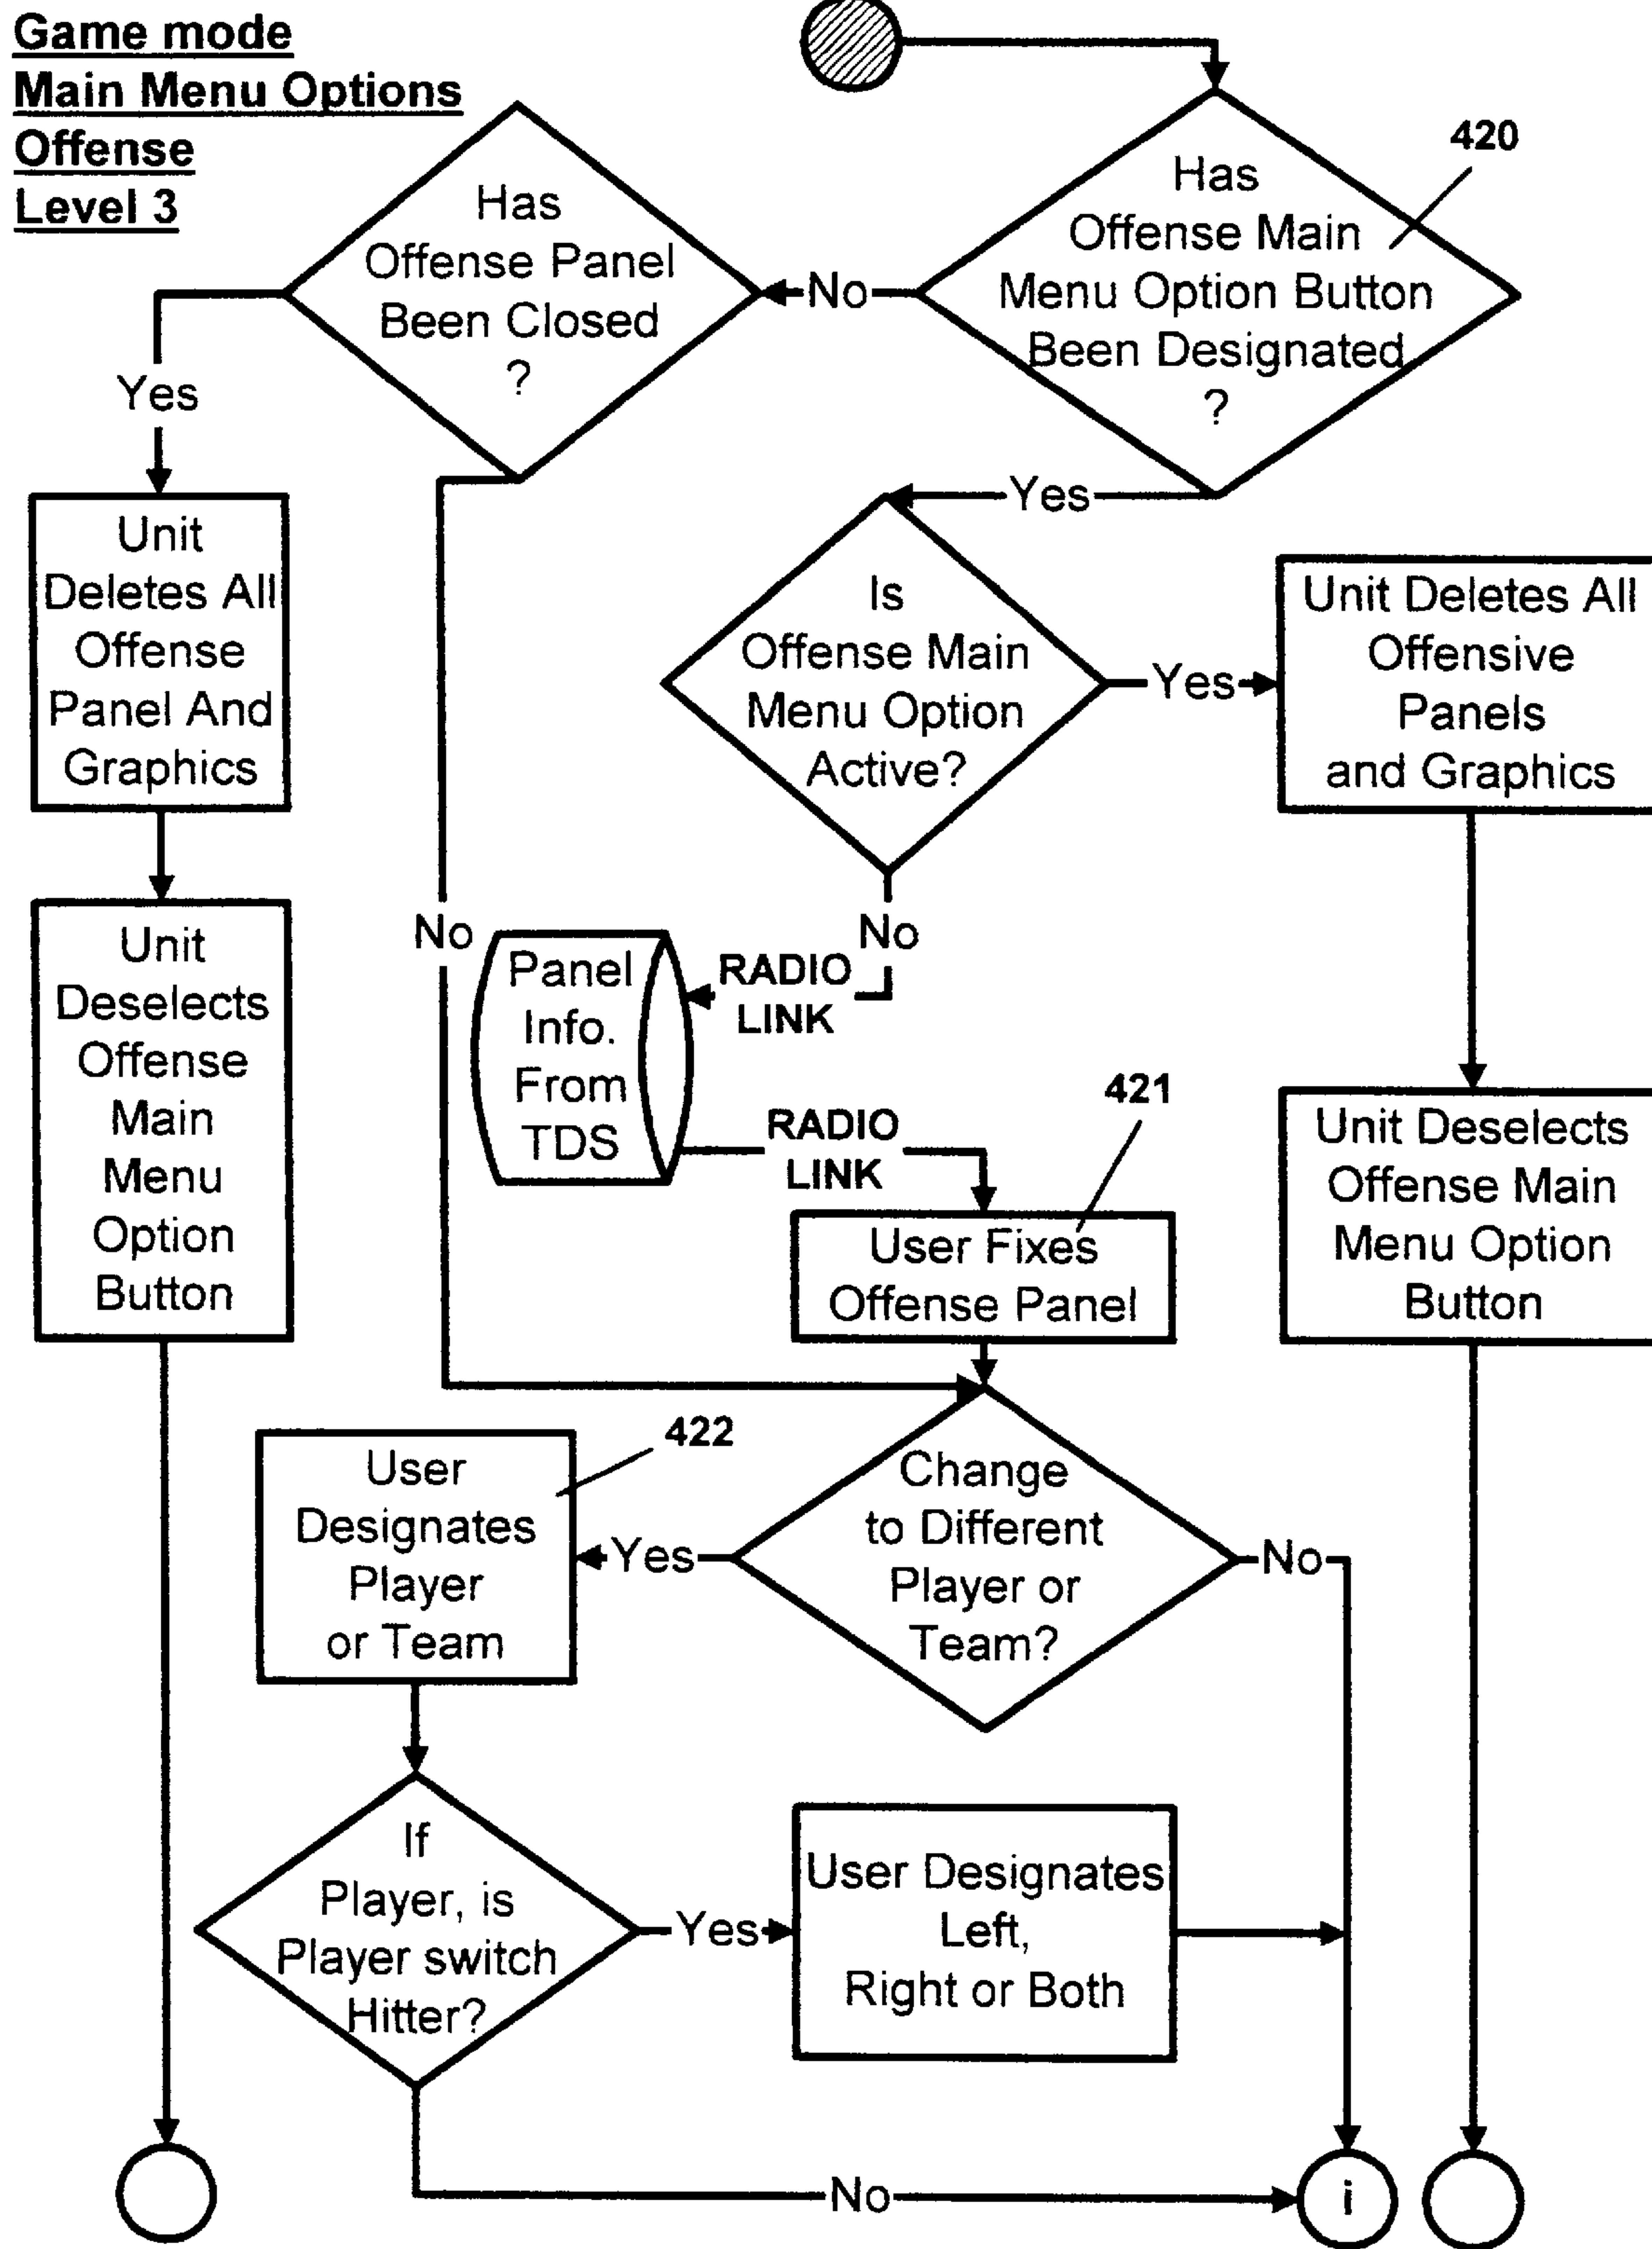 Game mode
Main Menu Options
Offense
Level 3
420
Has
Offense Main
Menu Option Button
Been Designated
?
No
Has
Offense Panel
Been Closed
?
Yes
Yes
Unit
Deletes All
Offense
Panel And
Graphics
Is
Offense Main
Menu Option
Active?
Yes
Unit Deletes All
Offensive
Panels
and Graphics
No
No
Unit
Deselects
Offense
Main
Menu
Option
Button
Panel
Info.
From
TDS
RADIO
LINK
RADIO
LINK
421
User Fixes
Offense Panel
Unit Deselects
Offense Main
Menu Option
Button
422
User
Designates
Player
or Team
Yes
Change
to Different
Player or
Team?
No
If
Player, is
Player switch
Hitter?
Yes
User Designates
Left,
Right or Both
No
i